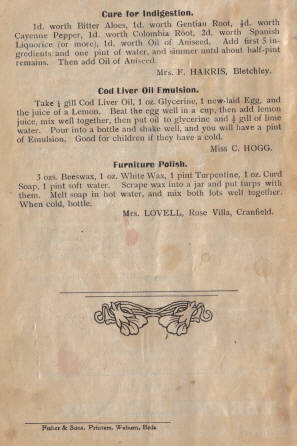 Cure for Indigestion.
1d. worth Bitter Aloes, 1d. worth Gentian Root, ½d. worth
Cayenne Pepper, 1d. worth Colombia Root, 2d. worth Spanish
Liquorice (or more), 1d. worth Oil of Aniseed. Add first 5 in-
gredients and one pint of water, and simmer until about half-pint
remains. Then add Oil of Aniseed.
Mrs. F. HARRIS, Bletchley.
Cod Liver Oil Emulsion.
Take ½ gill Cod Liver Oil, 1 oz. Glycerine, 1 new-laid Egg, and
the juice of a Lemon. Beat the egg well in a cup, then add lemon
juice, mix well together, then put oil to glycerine and ½ gill of lime
water. Pour into a bottle and shake well, and you will have a pint
of Emulsion. Good for children if they have a cold.
Miss C. HOGG.
Furniture Polish.
3 ozs. Beeswax, 1 oz. White Wax, 1 pint Turpentine, 1 oz. Curd
Soap, 1 pint soft water. Scrape wax into a jar and put turps with
them. Melt soap in hot water, and mix both lots well together.
When cold, bottle.
Mrs. LOVELL, Rose Villa, Cranfield.
Fisher & Sons, Printers, Woburn, Beds